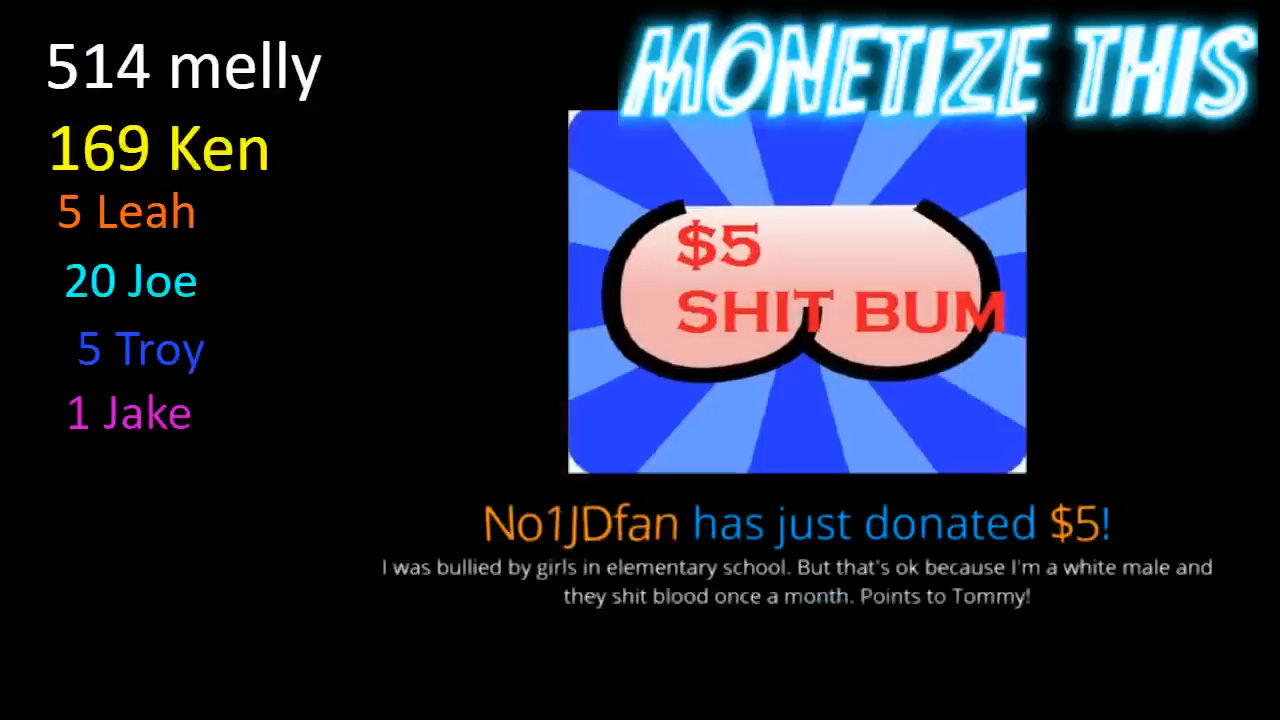 514 melly
169 Ken
5 Leah
20 Joe
5 Troy
1 Jake
MONETIZE THIS
$5
SHIT BUM
No1JDfan has just donated $5!
I was bullied by girls in elementary school. But that's ok because I'm a white male and
they shit blood once a month. Points to Tommy!